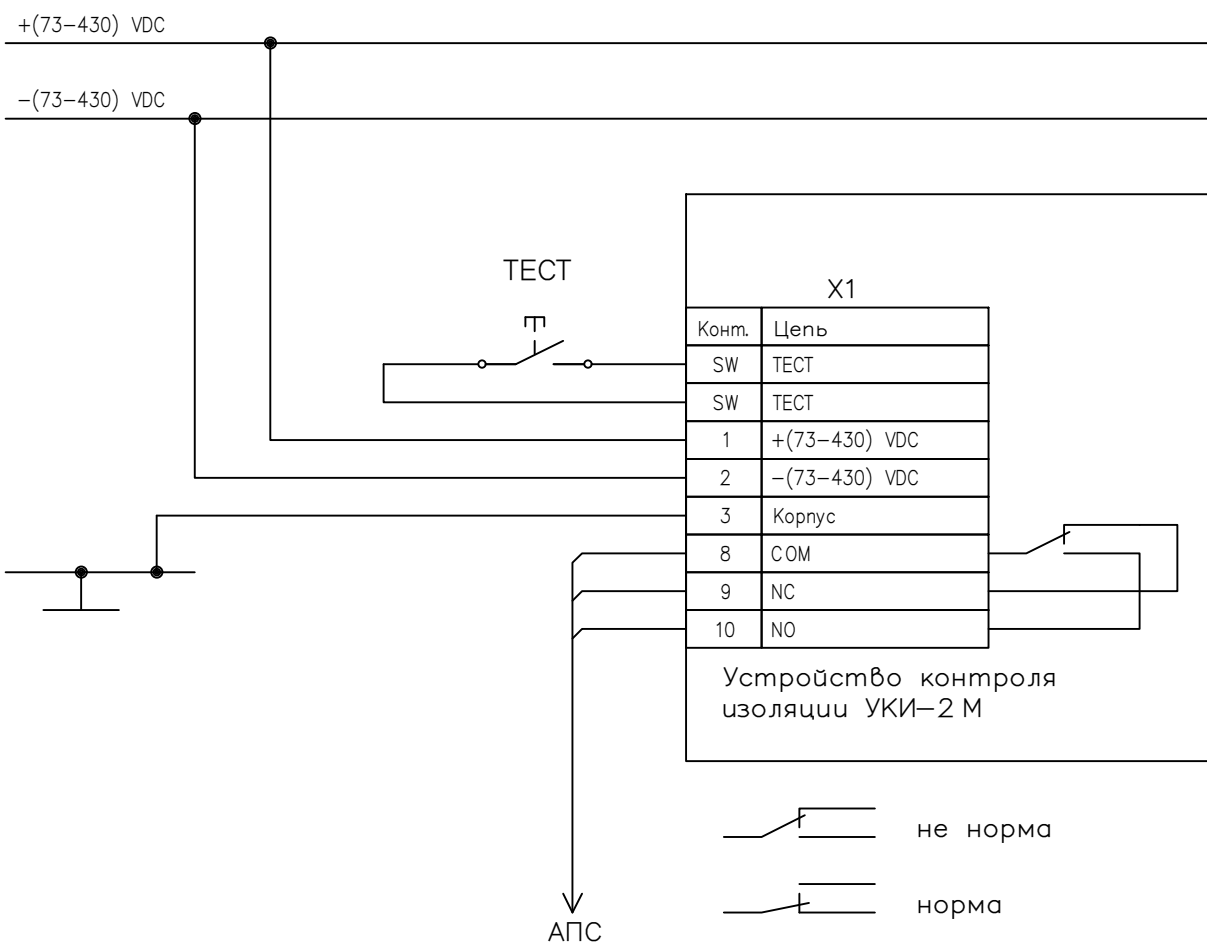 +(73-430) VDC
-(73-430) VDC
ТЕСТ
X1
Конт. Цепь
SW ТЕСТ
SW ТЕСТ
1 +(73-430) VDC
2 -(73-430) VDC
3 Корпус
8 COM
9 NC
10 NO
Устройство контроля
изоляции УКИ-2 М
не норма
норма
АПС